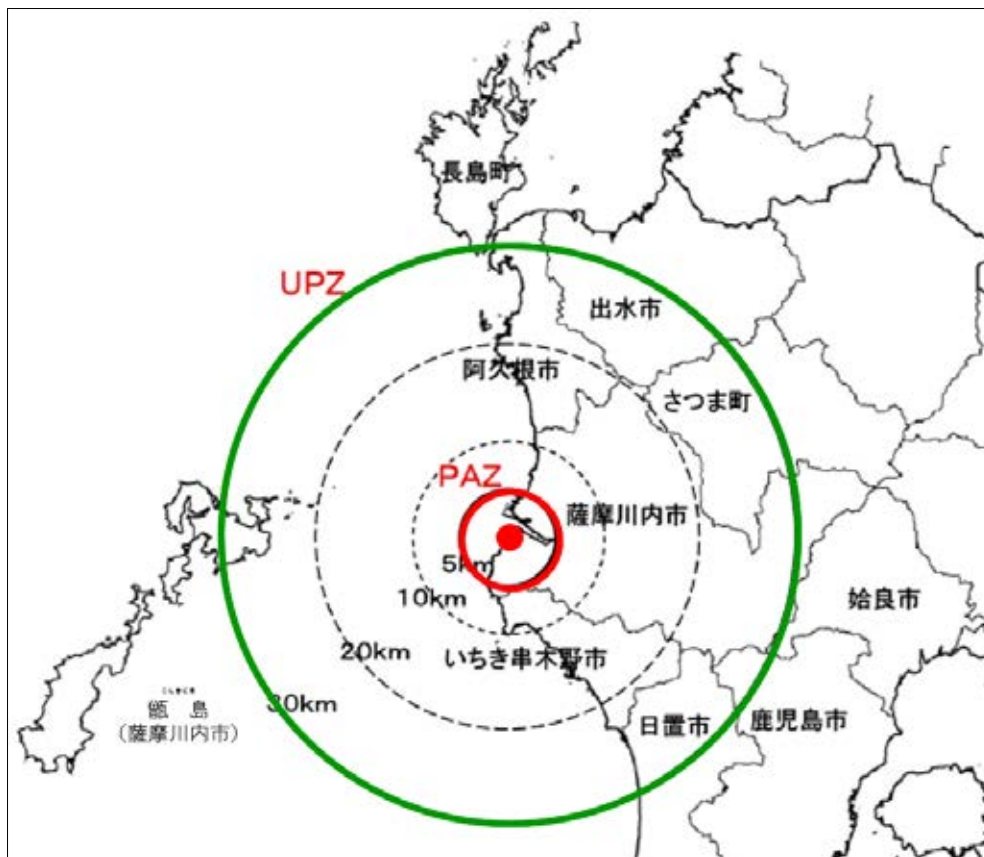 長島町
UPZ
出水市
阿久根市
さつま町
PAZ
薩摩川内市
5km
10km
姶良市
20km
いちき串木野市
30km
こしきじま
甑島
(薩摩川内市)
日置市
鹿児島市